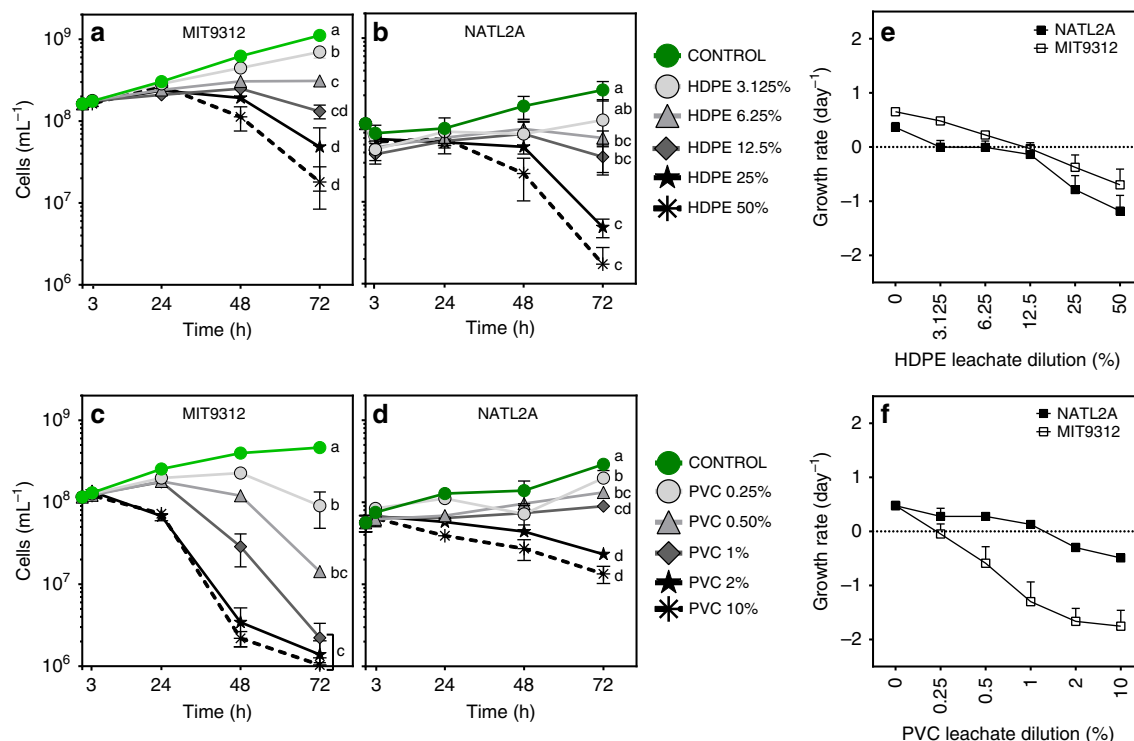 a
MIT9312
10⁹
10⁸
10⁷
10⁶
Cells (mL⁻¹)
a
b
c
cd
d
d
3
24
48
72
Time (h)
b
NATL2A
a
ab
bc
bc
c
c
3
24
48
72
Time (h)
CONTROL
HDPE 3.125%
HDPE 6.25%
HDPE 12.5%
HDPE 25%
HDPE 50%
e
NATL2A
MIT9312
2
1
0
−1
−2
Growth rate (day⁻¹)
0
3.125
6.25
12.5
25
50
HDPE leachate dilution (%)
c
MIT9312
10⁹
10⁸
10⁷
10⁶
Cells (mL⁻¹)
a
b
bc
c
3
24
48
72
Time (h)
d
NATL2A
a
b
bc
cd
d
d
3
24
48
72
Time (h)
CONTROL
PVC 0.25%
PVC 0.50%
PVC 1%
PVC 2%
PVC 10%
f
NATL2A
MIT9312
2
1
0
−1
−2
Growth rate (day⁻¹)
0
0.25
0.5
1
2
10
PVC leachate dilution (%)